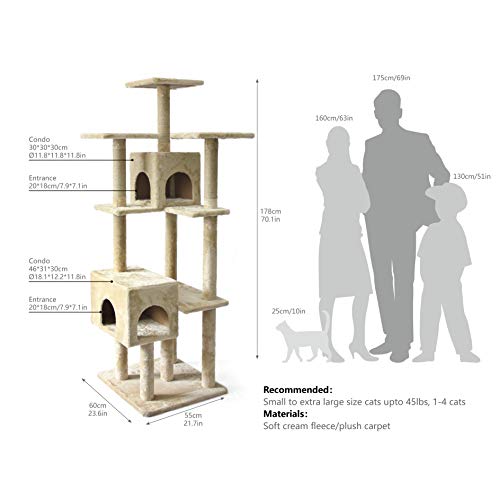 175cm/69in
160cm/63in
130cm/51in
Condo
30*30*30cm
Ø11.8*11.8*11.8in
Entrance
20*18cm/7.9*7.1in
178cm
70.1in
Condo
46*31*30cm
Ø18.1*12.2*11.8in
Entrance
20*18cm/7.9*7.1in
25cm/10in
60cm
23.6in
55cm
21.7in
Recommended:
Small to extra large size cats upto 45lbs, 1-4 cats
Materials:
Soft cream fleece/plush carpet